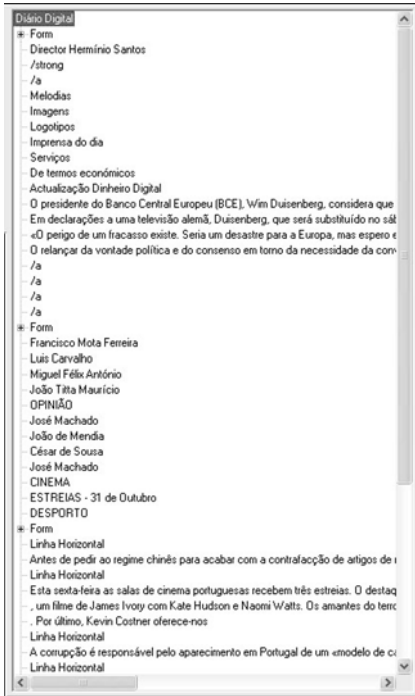 Diário Digital
Form
Director Hermínio Santos
/strong
/a
Melodias
Imagens
Logotipos
Imprensa do dia
Serviços
De termos económicos
Actualização Dinheiro Digital
O presidente do Banco Central Europeu (BCE), Wim Duisenberg, considera que
Em declarações a uma televisão alemã, Duisenberg, que será substituído no sáb
«O perigo de um fracasso existe. Seria um desastre para a Europa, mas espero e
O relançar da vontade política e do consenso em torno da necessidade da conv
/a
/a
/a
/a
Form
Francisco Mota Ferreira
Luis Carvalho
Miguel Félix António
João Titta Maurício
OPINIÃO
José Machado
João de Mendia
César de Sousa
José Machado
CINEMA
ESTREIAS - 31 de Outubro
DESPORTO
Form
Linha Horizontal
Antes de pedir ao regime chinês para acabar com a contrafacção de artigos de
Linha Horizontal
Esta sexta-feira as salas de cinema portuguesas recebem três estreias. O destaq
, um filme de James Ivory com Kate Hudson e Naomi Watts. Os amantes do terro
. Por último, Kevin Costner oferece-nos
Linha Horizontal
A corrupção é responsável pelo aparecimento em Portugal de um «modelo de ca
Linha Horizontal